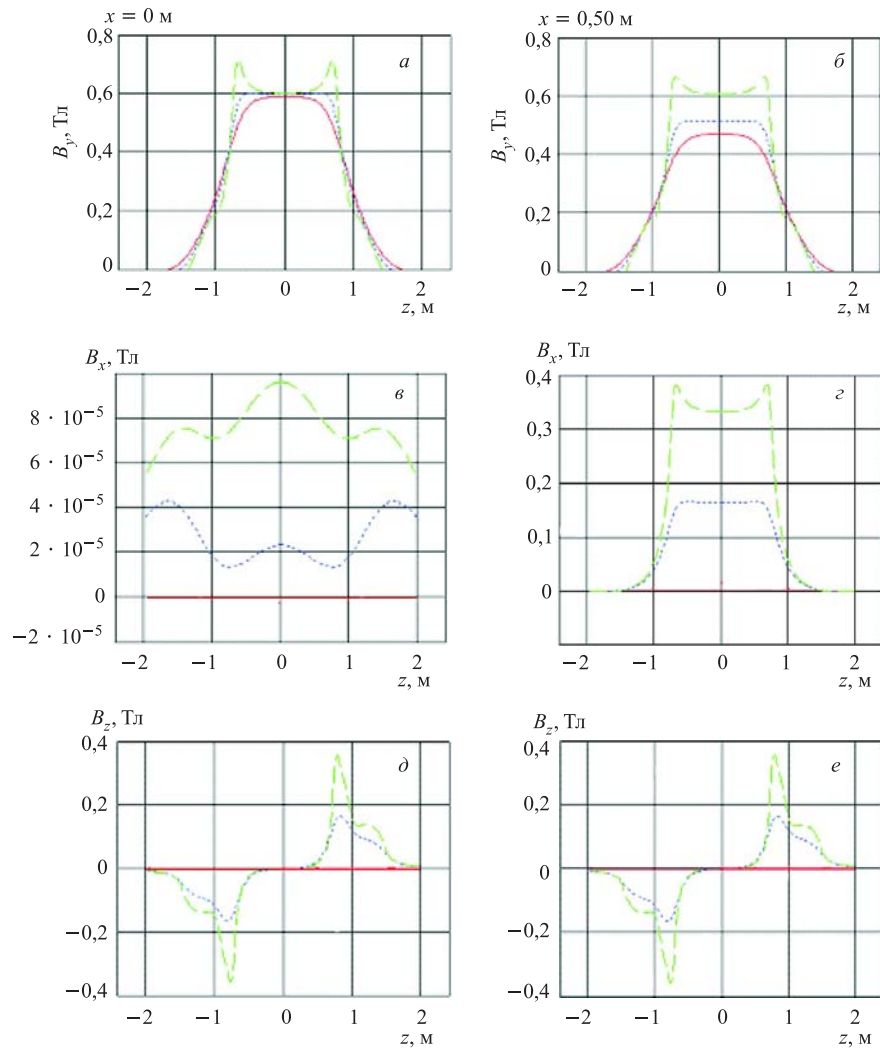 x = 0 м
x = 0,50 м
0,8
0,6
0,4
0,2
0
B_y, Тл
а
−2
−1
0
1
2
z, м
0,8
0,6
0,4
0,2
0
B_y, Тл
б
−2
−1
0
1
2
z, м
B_x, Тл
8 · 10⁻⁵
6 · 10⁻⁵
4 · 10⁻⁵
2 · 10⁻⁵
0
−2 · 10⁻⁵
в
−2
−1
0
1
2
z, м
B_x, Тл
0,4
0,3
0,2
0,1
0
г
−2
−1
0
1
2
z, м
B_z, Тл
0,4
0,2
0
−0,2
−0,4
д
−2
−1
0
1
2
z, м
B_z, Тл
0,4
0,2
0
−0,2
−0,4
е
−2
−1
0
1
2
z, м